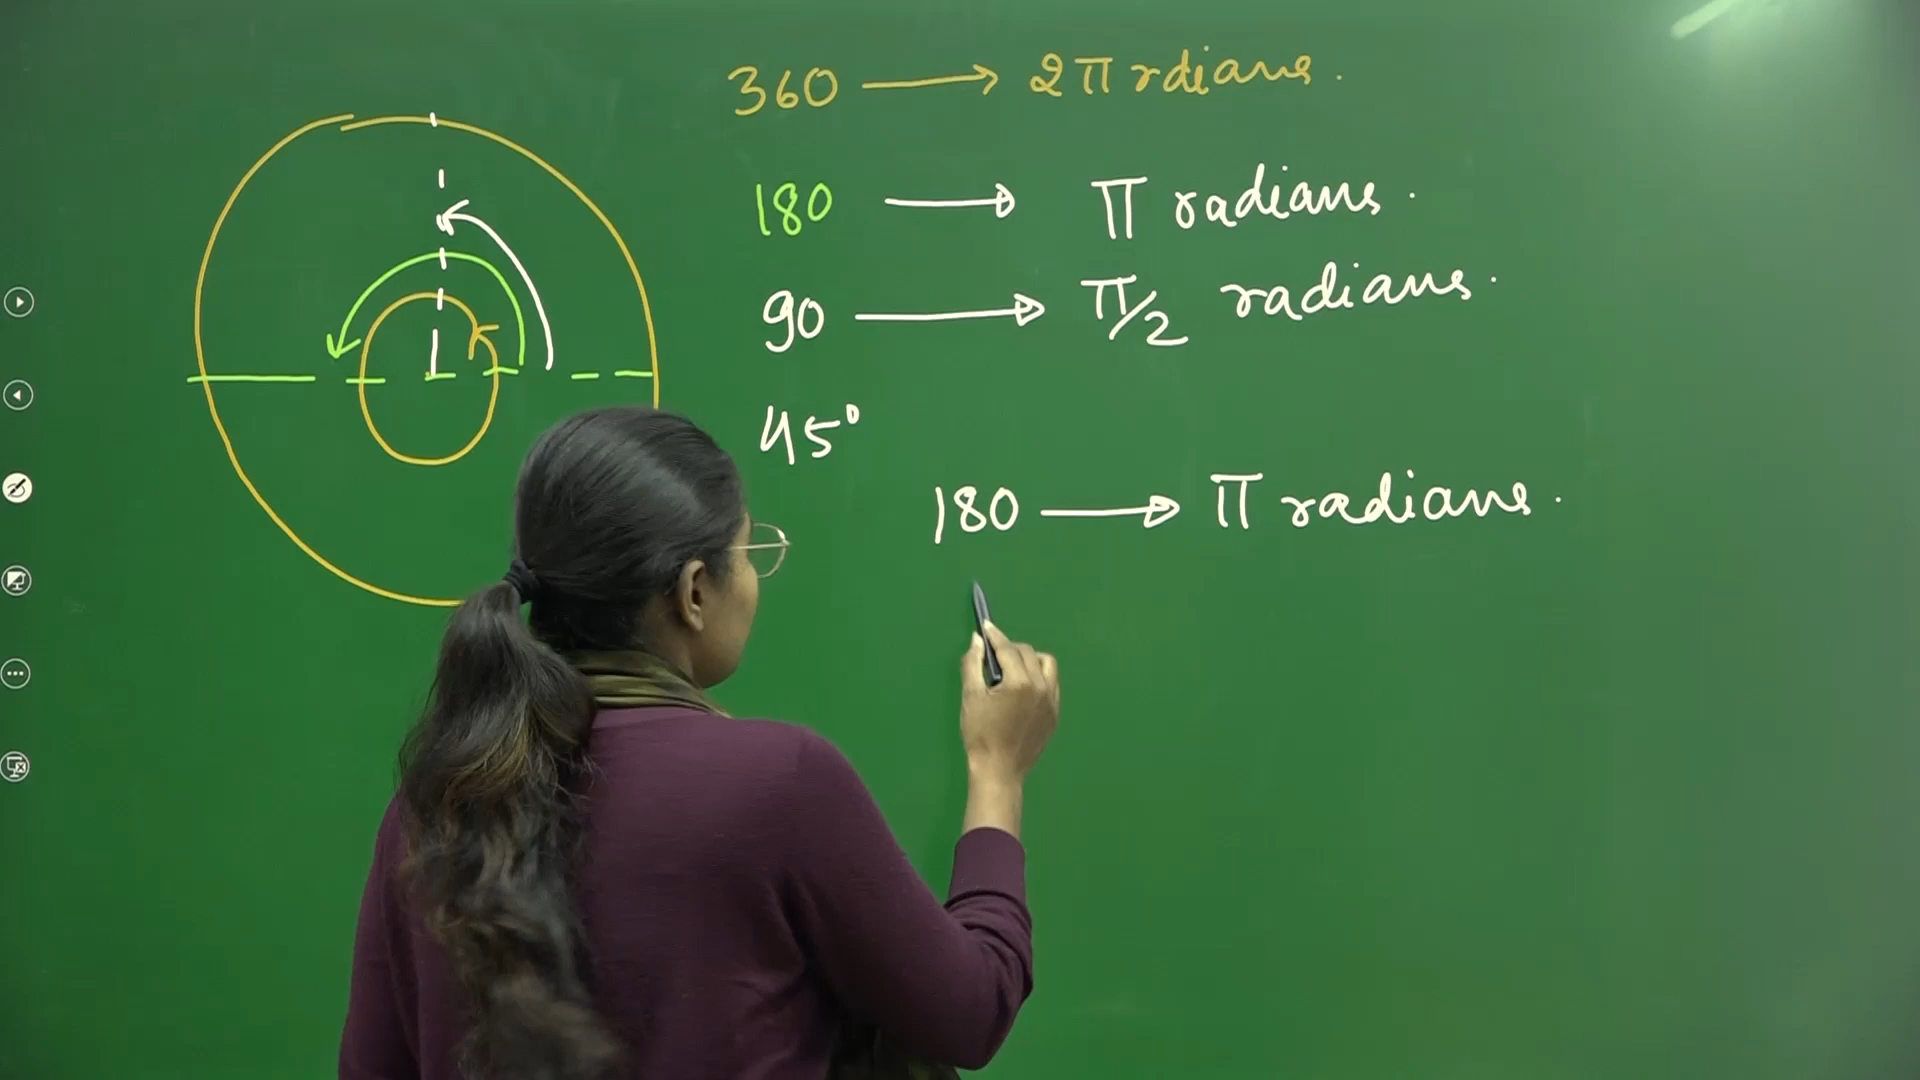 360 → 2π rdians.
180 → π radians.
90 → π/2 radians.
45°
180 → π radians.